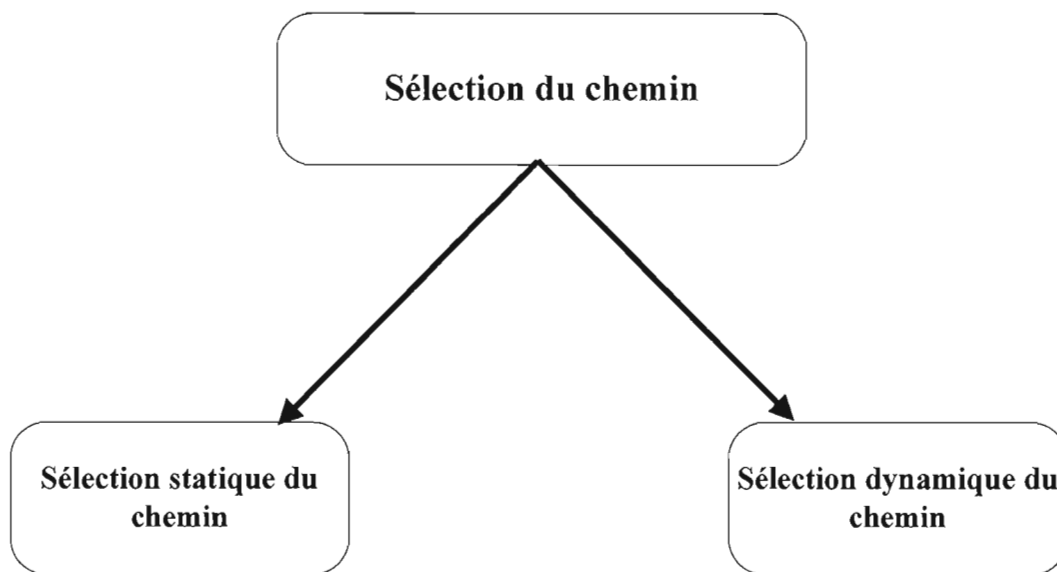 Sélection du chemin
Sélection statique du
chemin
Sélection dynamique du
chemin